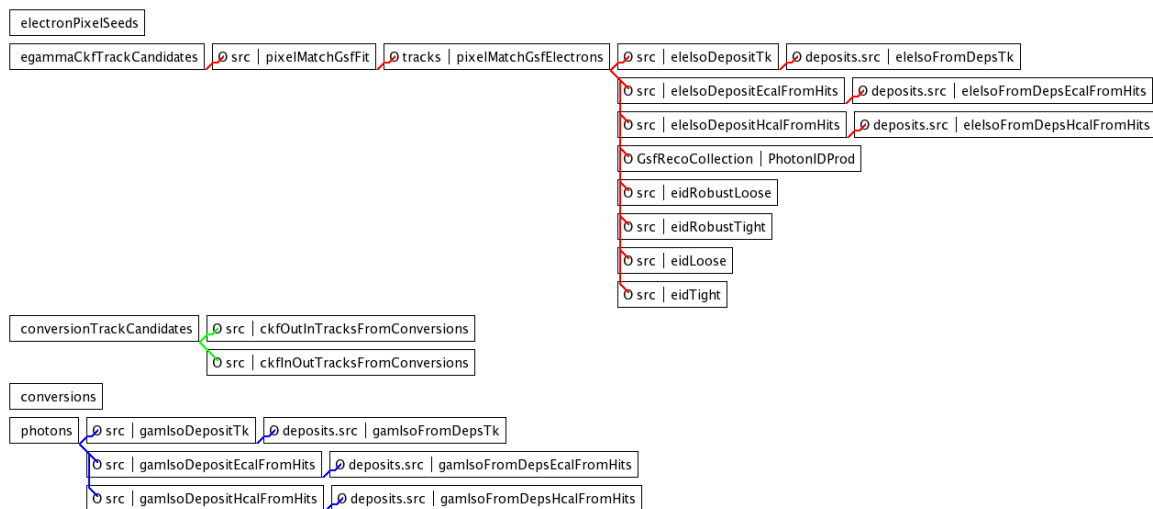 electronPixelSeeds
egammaCkfTrackCandidates O src | pixelMatchGsfFit O tracks | pixelMatchGsfElectrons O src | eleIsoDepositTk O deposits.src | eleIsoFromDepsTk
O src | eleIsoDepositEcalFromHits O deposits.src | eleIsoFromDepsEcalFromHits
O src | eleIsoDepositHcalFromHits O deposits.src | eleIsoFromDepsHcalFromHits
O GsfRecoCollection | PhotonIDProd
O src | eidRobustLoose
O src | eidRobustTight
O src | eidLoose
O src | eidTight
conversionTrackCandidates O src | ckfOutInTracksFromConversions
O src | ckfInOutTracksFromConversions
conversions
photons O src | gamIsoDepositTk O deposits.src | gamIsoFromDepsTk
O src | gamIsoDepositEcalFromHits O deposits.src | gamIsoFromDepsEcalFromHits
O src | gamIsoDepositHcalFromHits O deposits.src | gamIsoFromDepsHcalFromHits